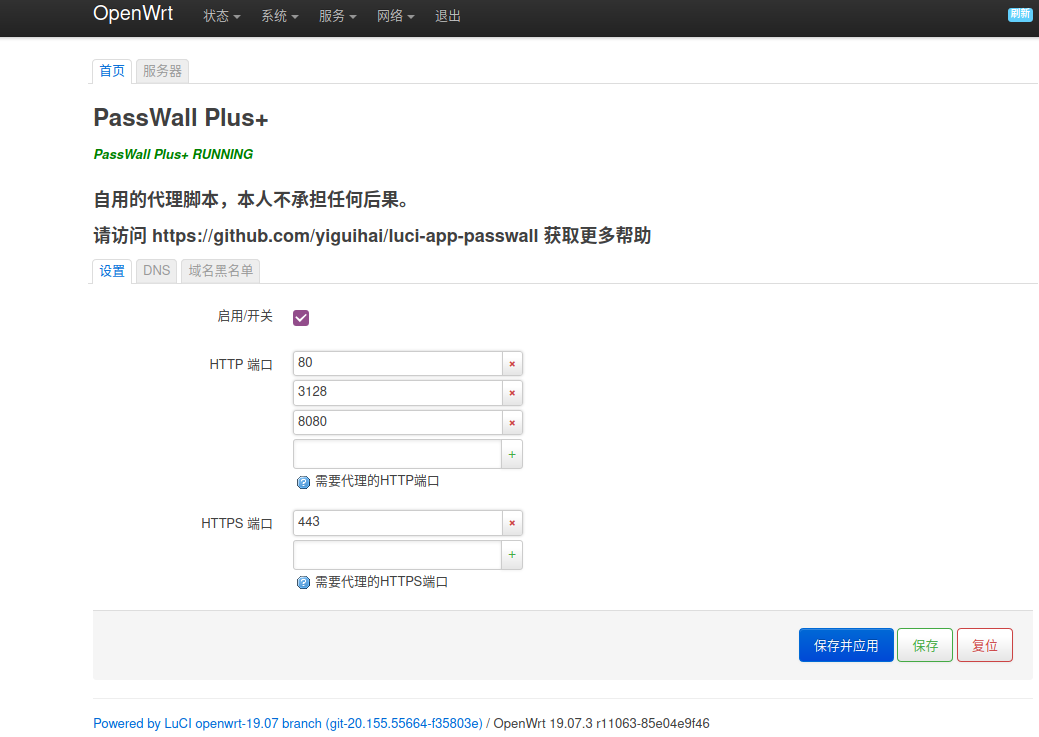 OpenWrt 状态 系统 服务 网络 退出 刷新
首页 服务器
PassWall Plus+
PassWall Plus+ RUNNING
自用的代理脚本，本人不承担任何后果。
请访问 https://github.com/yiguihai/luci-app-passwall 获取更多帮助
设置 DNS 域名黑名单
启用/开关
HTTP 端口 80 ×
3128 ×
8080 ×
+
? 需要代理的HTTP端口
HTTPS 端口 443 ×
+
? 需要代理的HTTPS端口
保存并应用 保存 复位
Powered by LuCI openwrt-19.07 branch (git-20.155.55664-f35803e) / OpenWrt 19.07.3 r11063-85e04e9f46